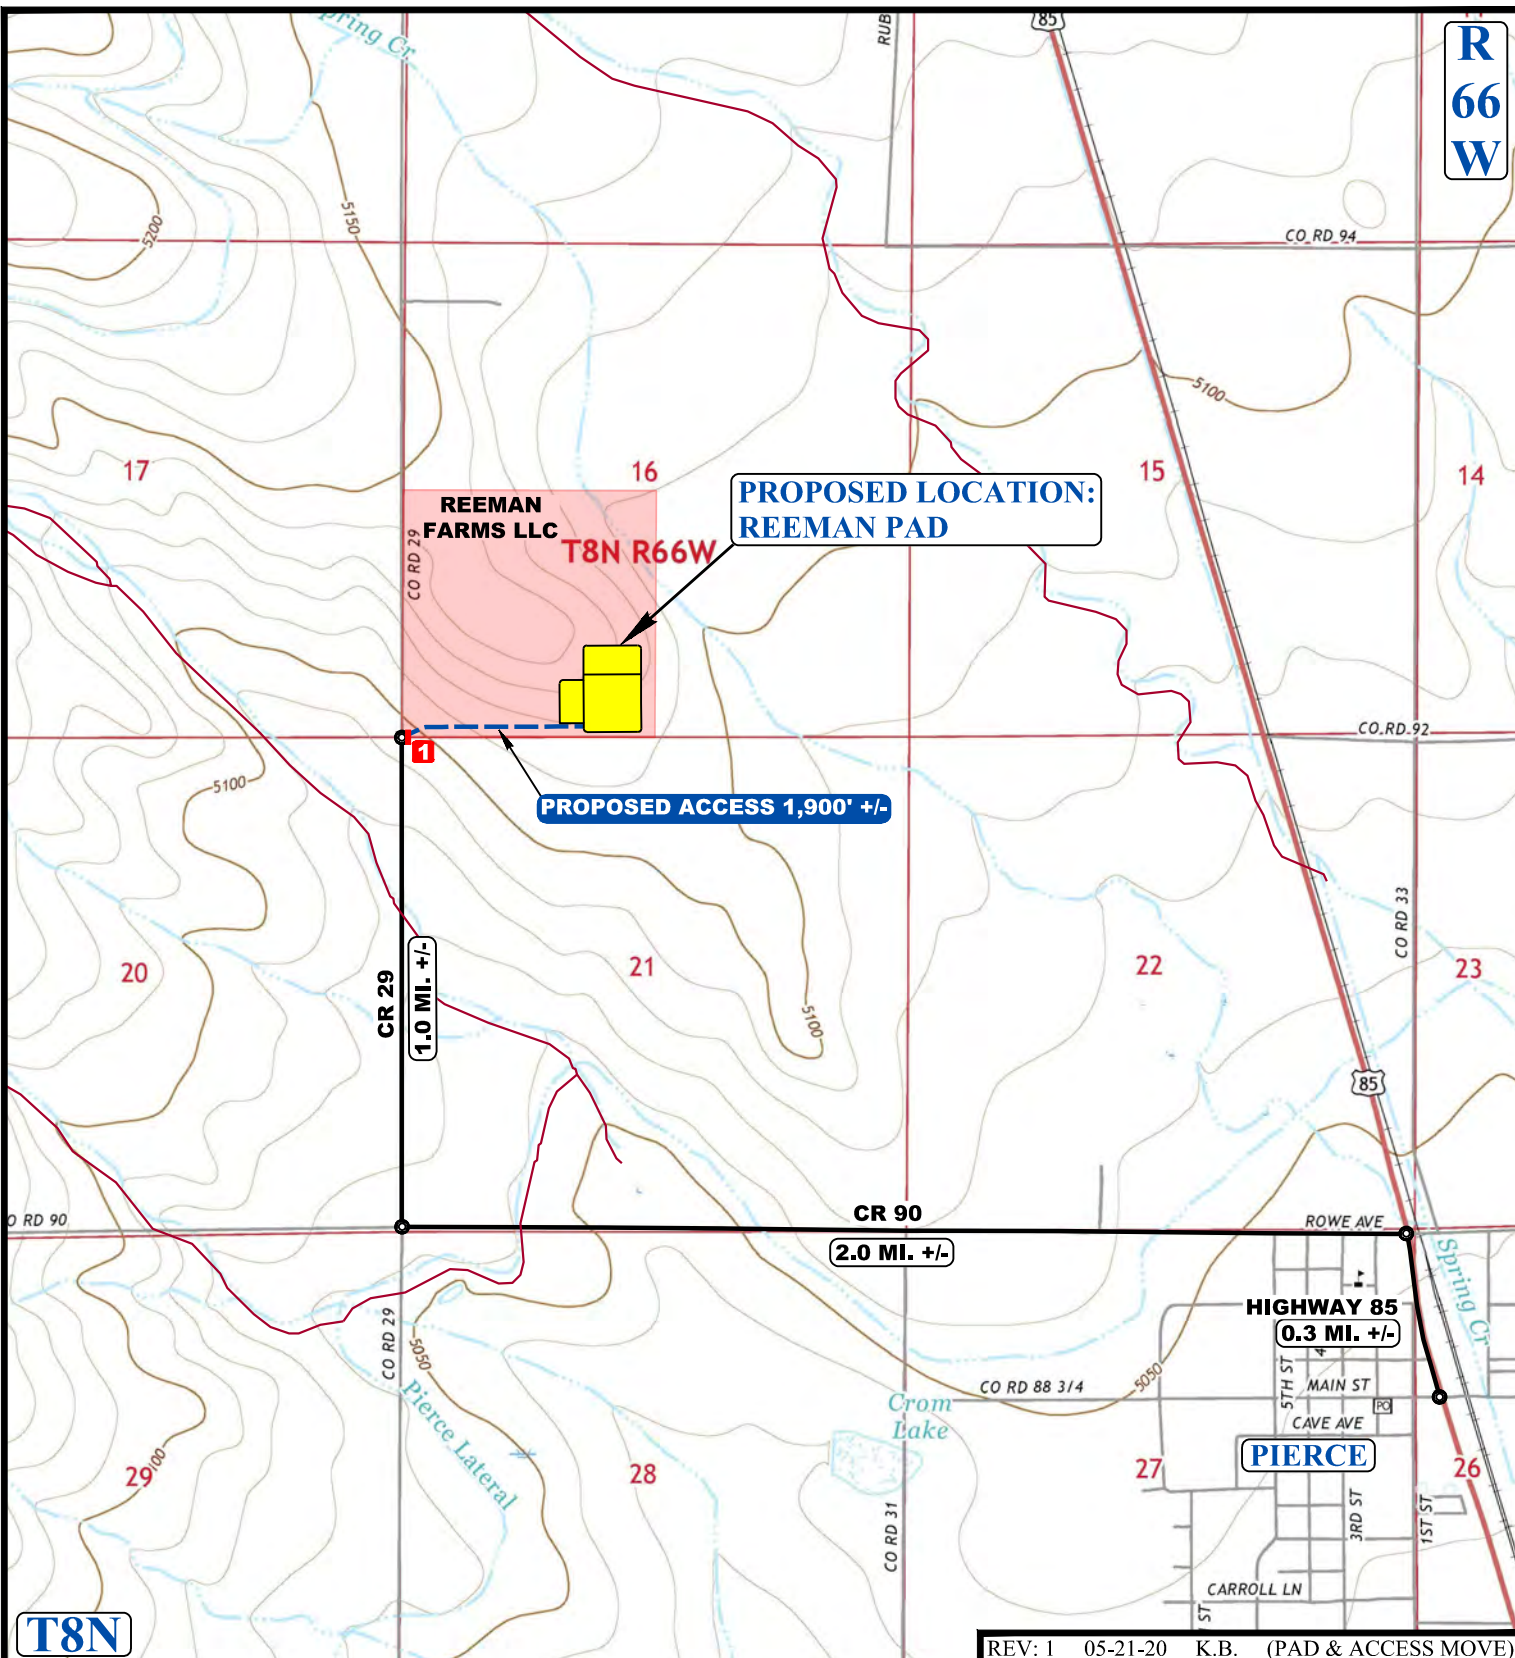 Spring Cr
85
RUB
R
66
W
CO RD 94
5200
5150
5100
17
16
15
14
REEMAN
FARMS LLC
PROPOSED LOCATION:
REEMAN PAD
T8N R66W
CO RD 29
1
CO RD 92
5100
PROPOSED ACCESS 1,900' +/-
CO RD 33
20
21
22
23
CR 29
1.0 MI. +/-
5100
85
O RD 90
CR 90
2.0 MI. +/-
ROWE AVE
Spring Cr
HIGHWAY 85
0.3 MI. +/-
4
5TH ST
CO RD 29
5050
Pierce Lateral
Crom
Lake
CO RD 88 3/4
5050
MAIN ST
PO
CAVE AVE
PIERCE
29
100
28
27
26
CO RD 31
3RD ST
1ST ST
CARROLL LN
ST
T8N
REV: 1 05-21-20 K.B. (PAD & ACCESS MOVE)